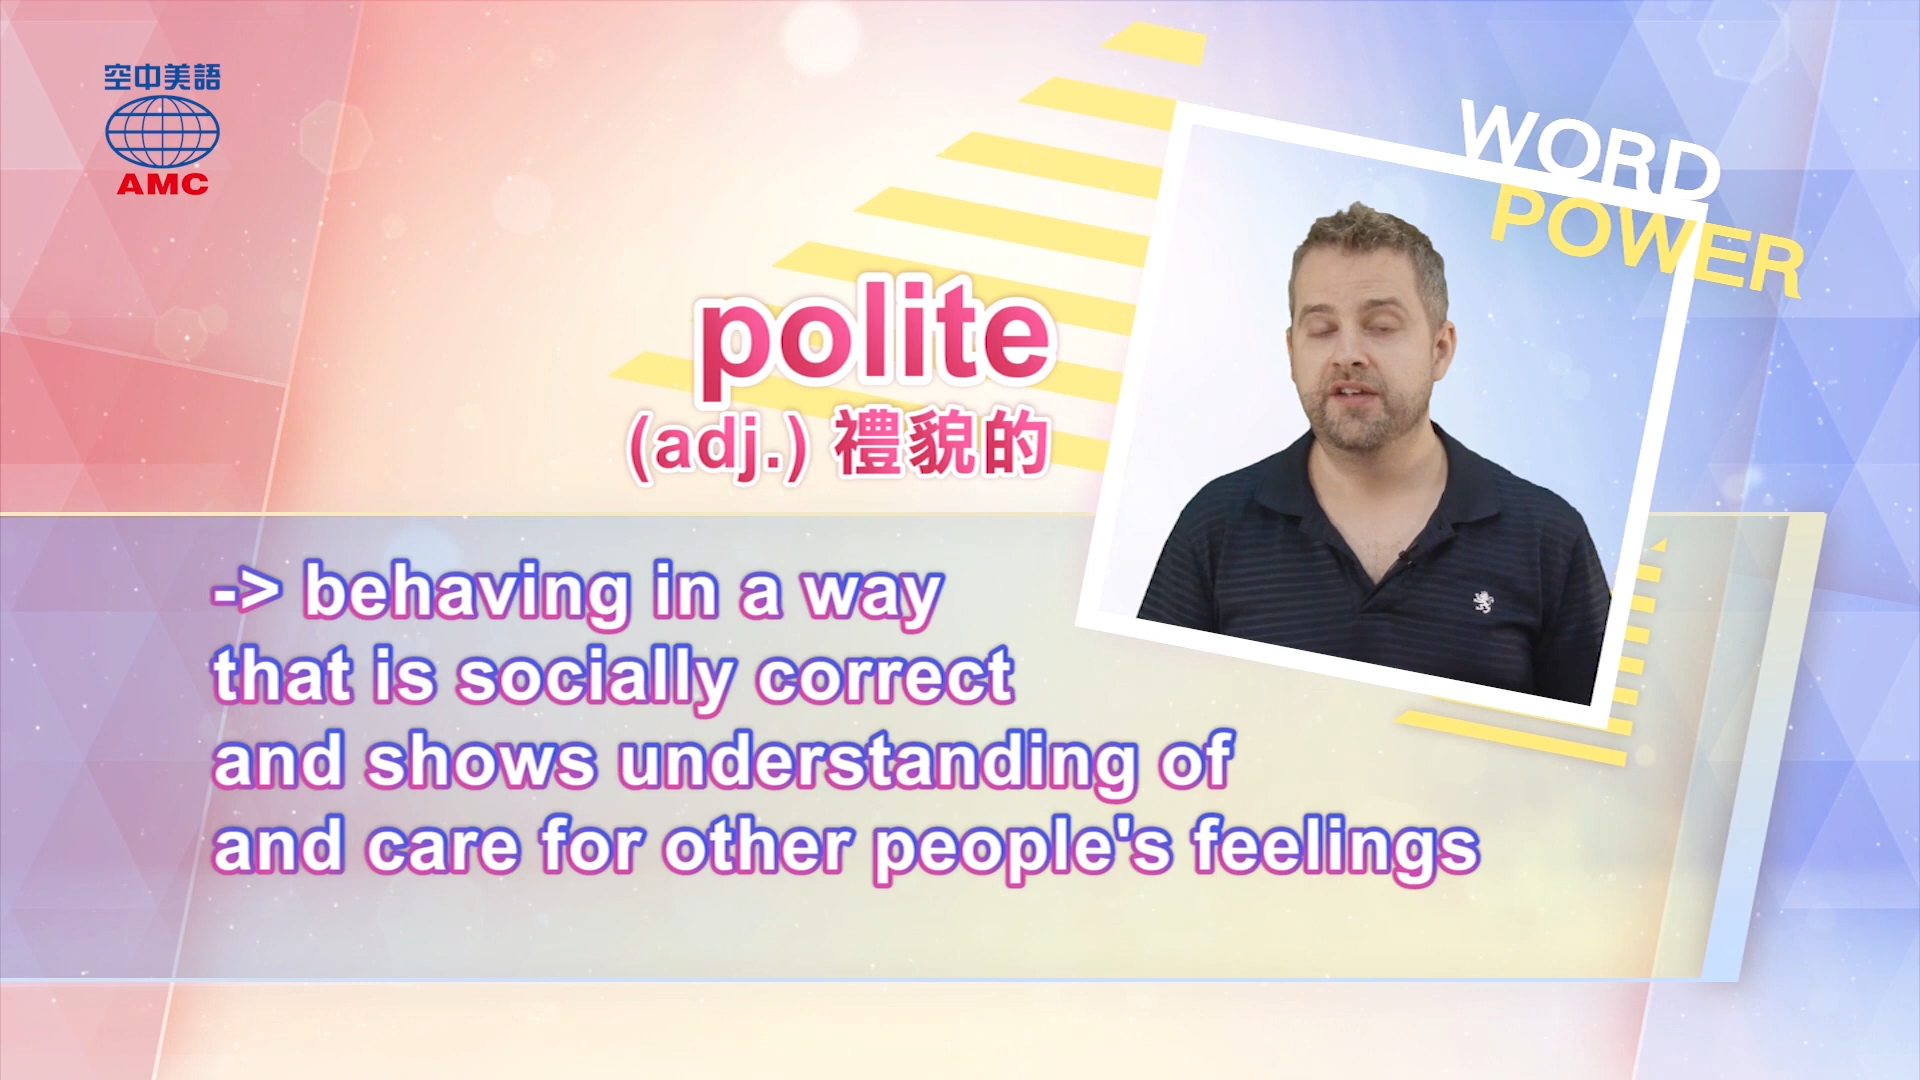 空中美語
AMC
WORD
POWER
polite
(adj.) 禮貌的
-> behaving in a way
that is socially correct
and shows understanding of
and care for other people's feelings